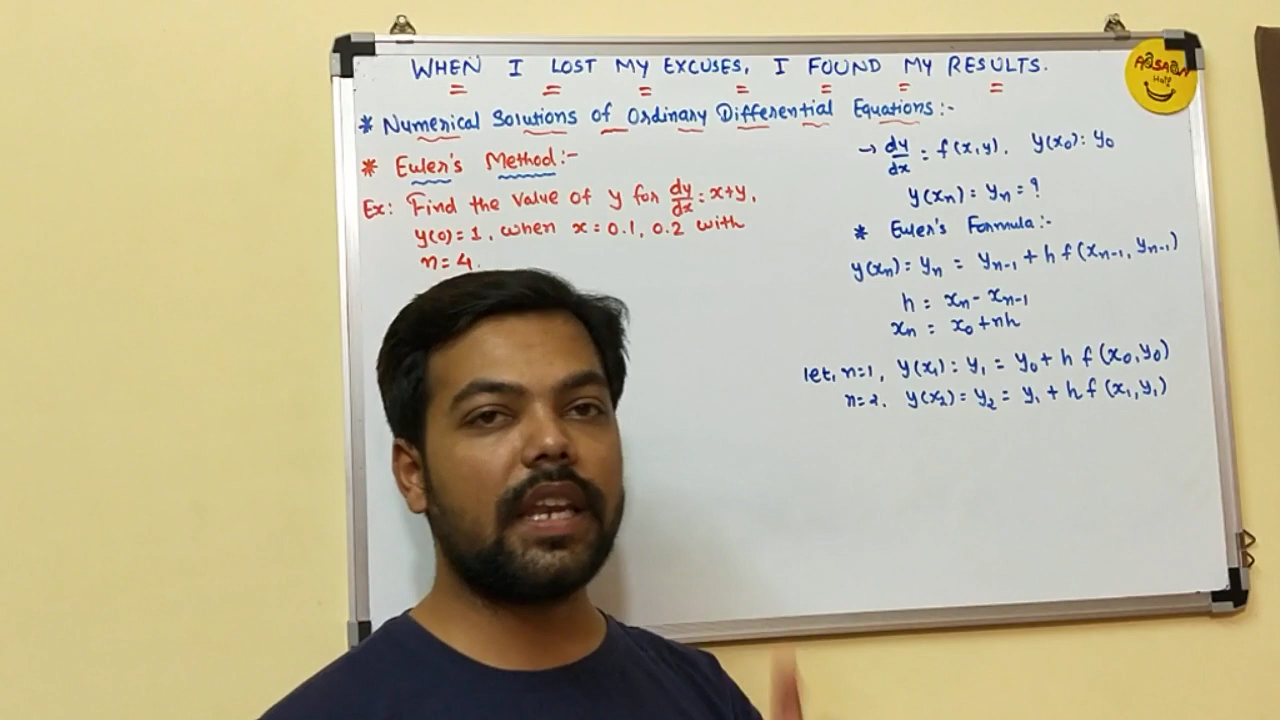 WHEN I LOST MY EXCUSES, I FOUND MY RESULTS.
AasaaN
Help
* Numerical Solutions of Ordinary Differential Equations:-
* Euler's Method:-
Ex: Find the value of y for dy/dx = x+y,
y(0)=1, when x=0.1, 0.2 with
n=4.
→ dy/dx = f(x,y), y(x₀)=y₀
y(xₙ)=yₙ=?
* Euler's Formula:-
y(xₙ)=yₙ = yₙ₋₁ + h f(xₙ₋₁, yₙ₋₁)
h = xₙ - xₙ₋₁
xₙ = x₀+nh
let, n=1, y(x₁)=y₁ = y₀+h f(x₀,y₀)
n=2, y(x₂)=y₂ = y₁+h f(x₁,y₁)